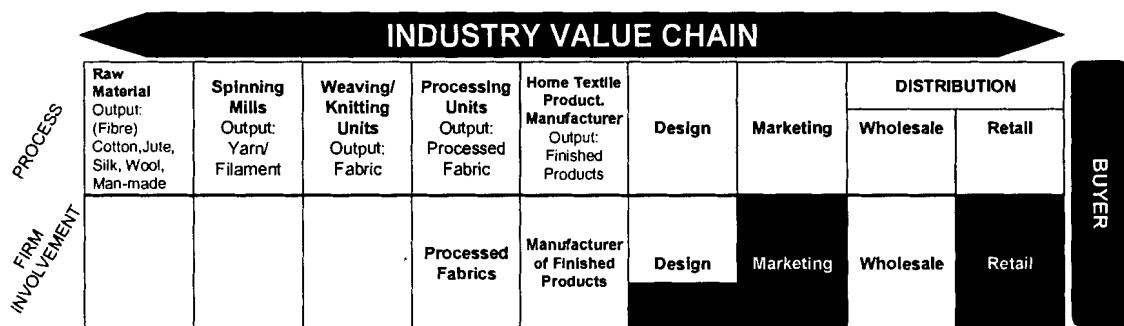 INDUSTRY VALUE CHAIN
PROCESS
Raw
Material
Output:
(Fibre)
Cotton,Jute,
Silk, Wool,
Man-made
Spinning
Mills
Output:
Yarn/
Filament
Weaving/
Knitting
Units
Output:
Fabric
Processing
Units
Output:
Processed
Fabric
Home Textile
Product.
Manufacturer
Output:
Finished
Products
Design
Marketing
DISTRIBUTION
Wholesale
Retail
FIRM
INVOLVEMENT
Processed
Fabrics
Manufacturer
of Finished
Products
Design
Marketing
Wholesale
Retail
BUYER